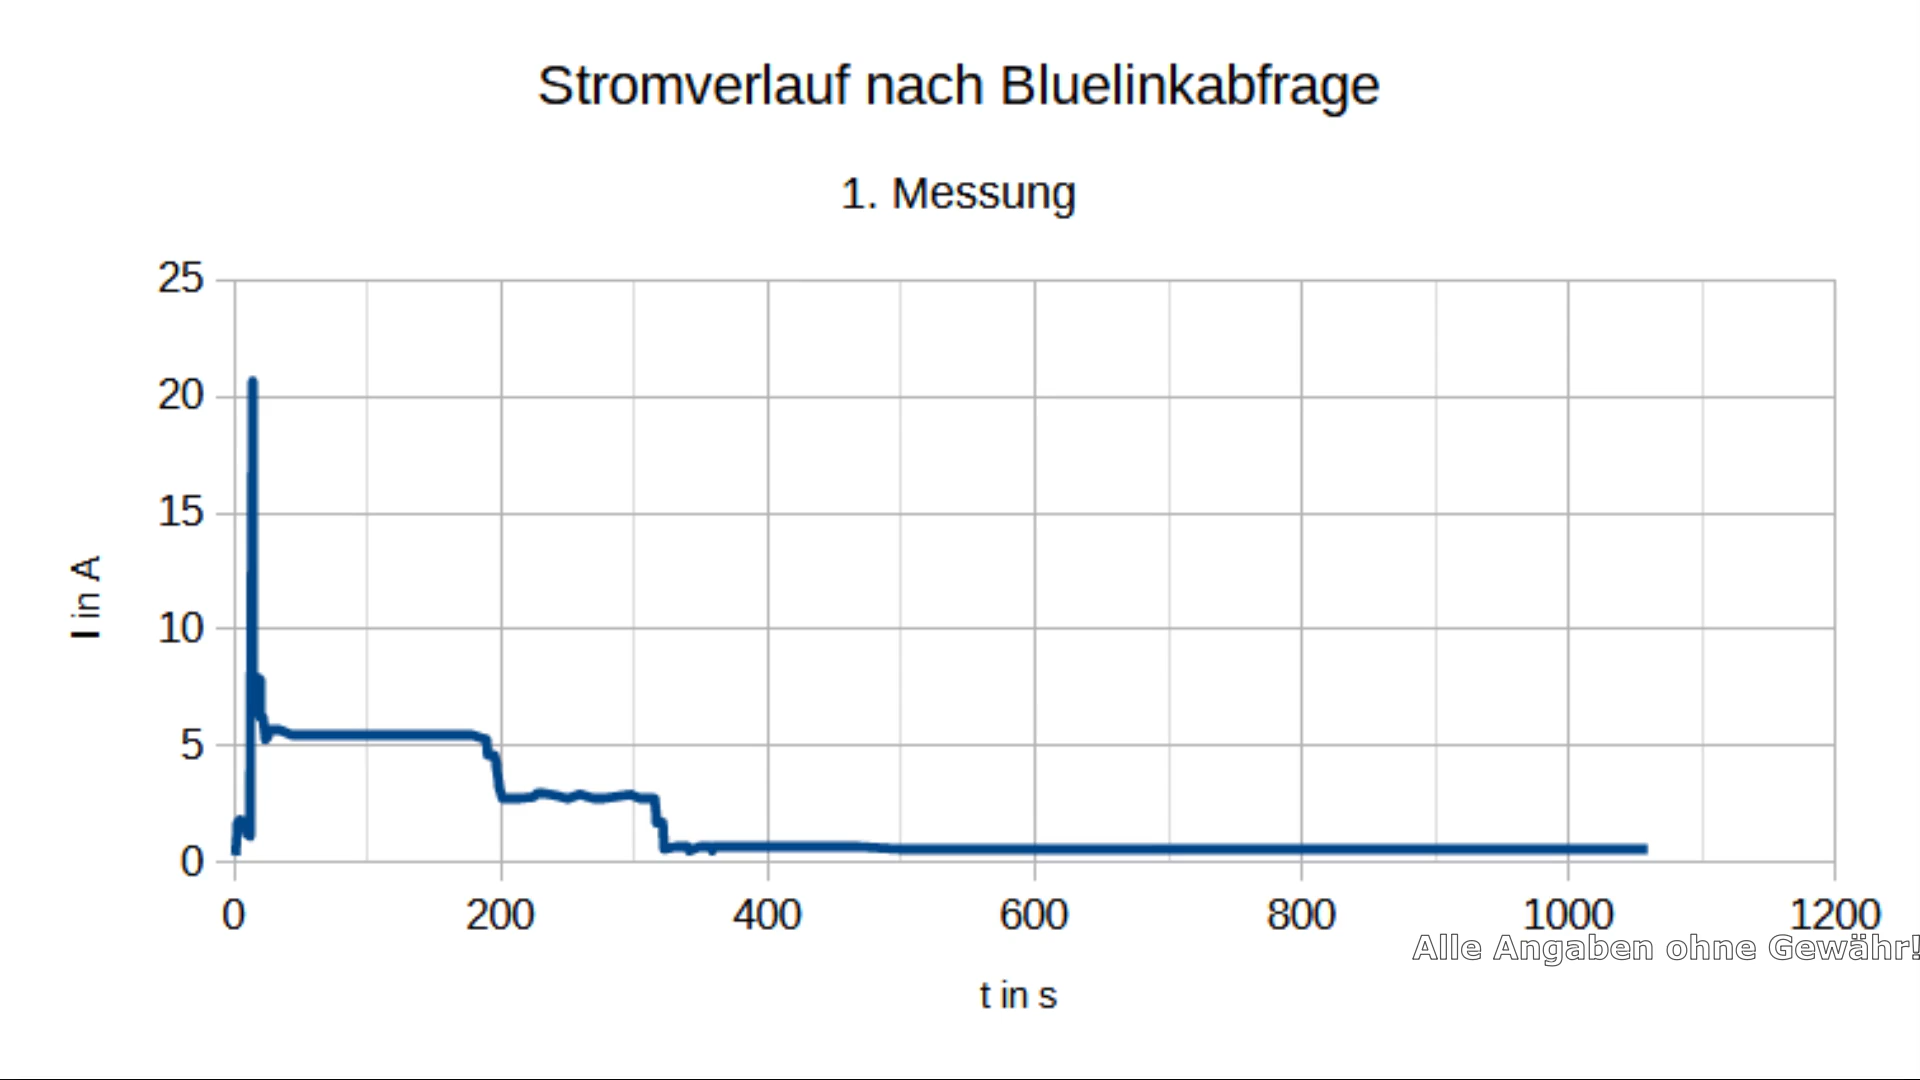 Stromverlauf nach Bluelinkabfrage
1. Messung
25
20
15
10
5
0
I in A
0 200 400 600 800 1000 1200
Alle Angaben ohne Gewähr!
t in s